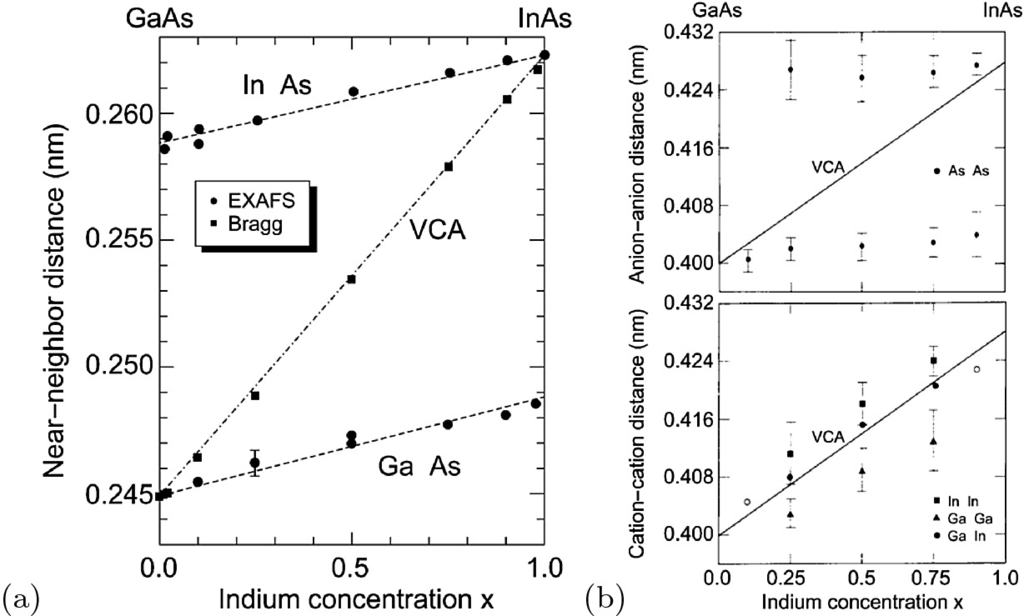 GaAs
InAs
Near-neighbor distance (nm)
0.260
0.255
0.250
0.245
In As
EXAFS
Bragg
VCA
Ga As
0.0
0.5
1.0
Indium concentration x
(a)
GaAs
InAs
Anion-anion distance (nm)
0.432
0.424
0.416
0.408
0.400
VCA
As As
Cation-cation distance (nm)
0.432
0.424
0.416
0.408
0.400
VCA
In In
Ga Ga
Ga In
0.0
0.25
0.50
0.75
1.0
Indium concentration x
(b)